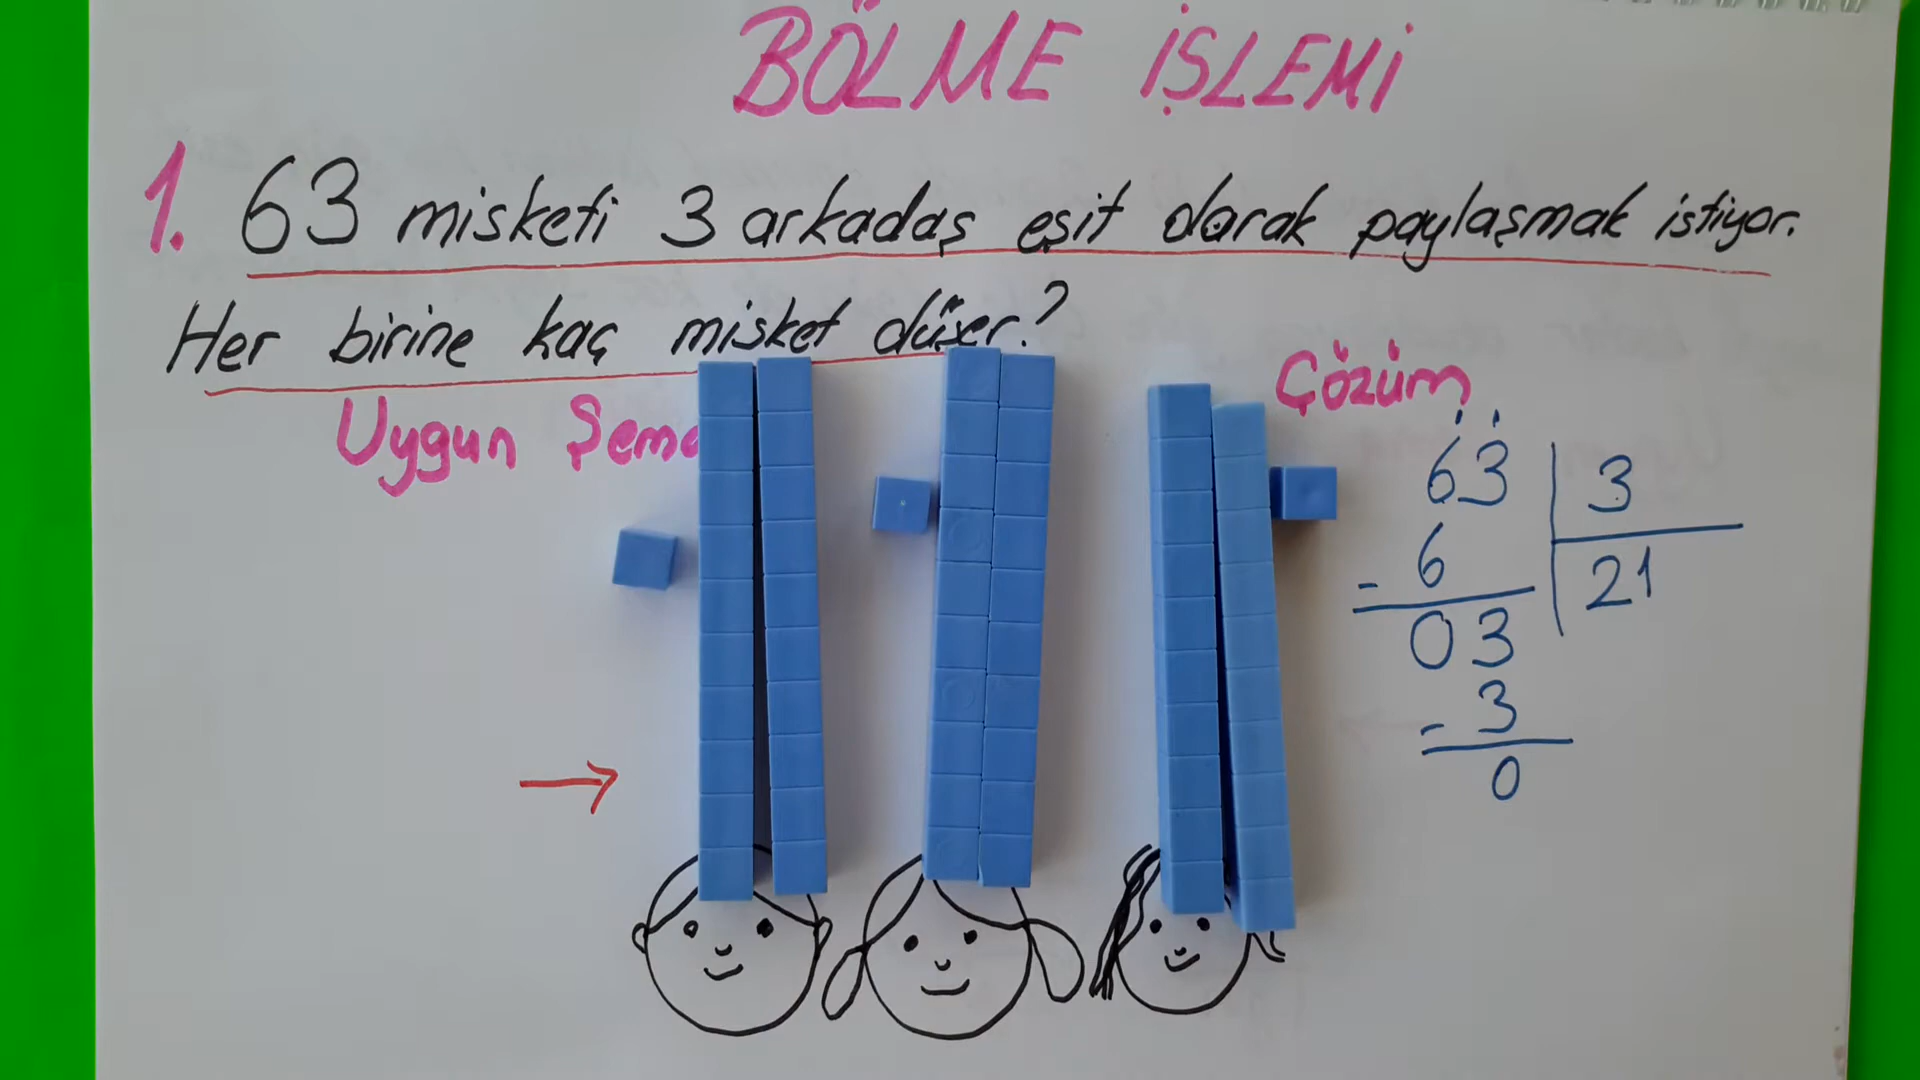 BÖLME İŞLEMİ
1. 63 misketi 3 arkadaş eşit olarak paylaşmak istiyor.
Her birine kaç misket düşer?
Uygun
Çözüm
63 | 3
- 6 21
03
- 3
0